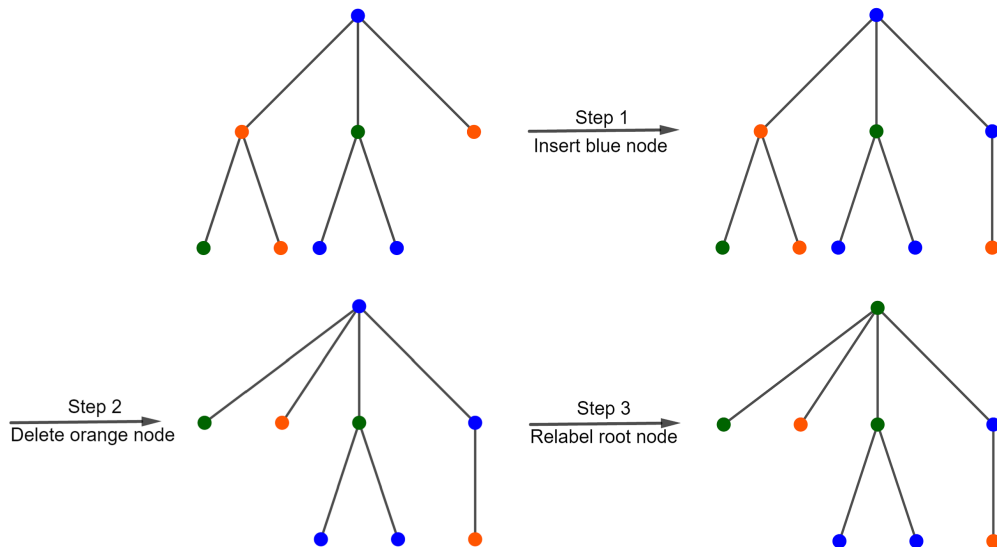 Step 1
Insert blue node
Step 2
Delete orange node
Step 3
Relabel root node